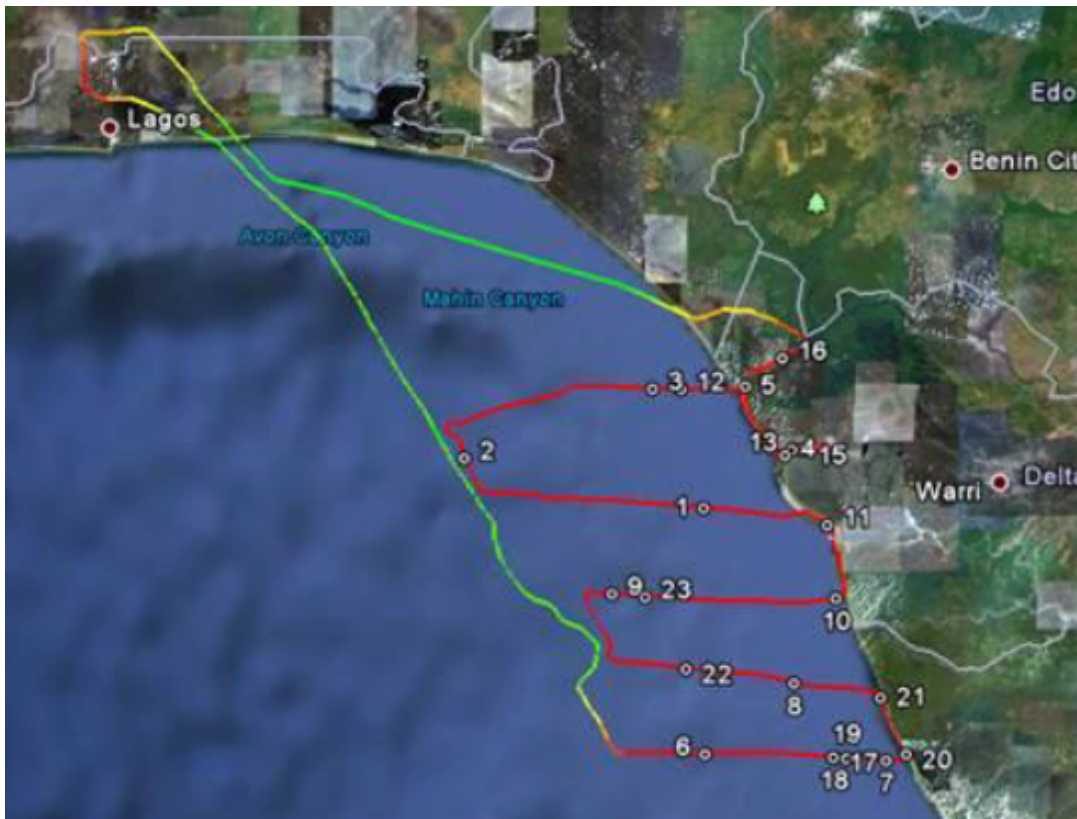 Edo
Lagos
Benin Cit
Avon Canyon
Mahin Canyon
16
3 12 5
13 4 15
2
Warri Delta
1 11
9 23
10
22
8 21
19
6 20
18 17 7